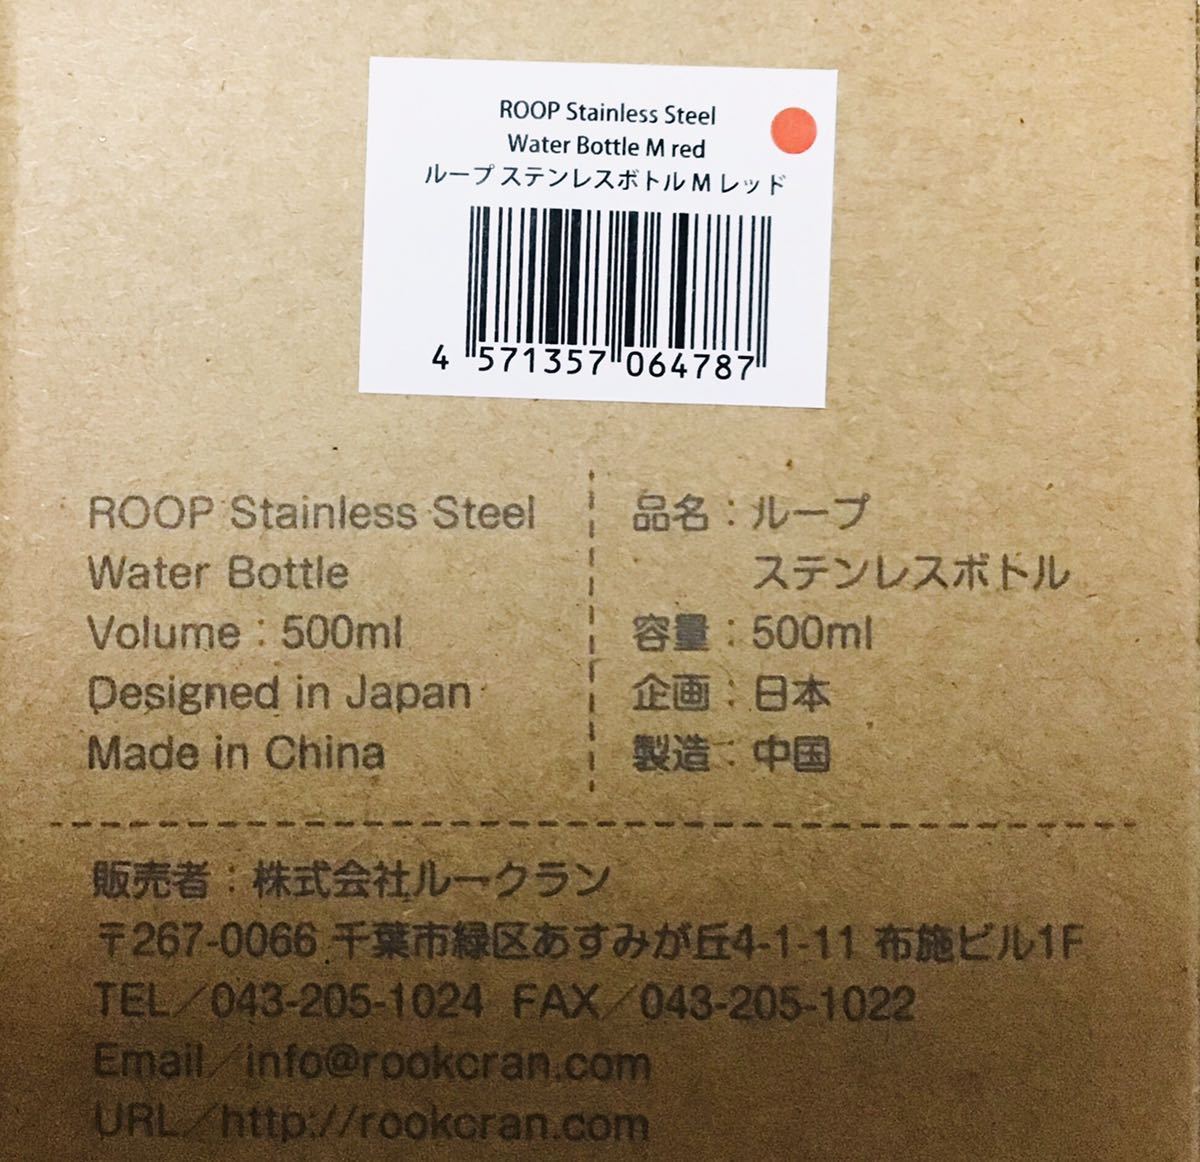 ROOP Stainless Steel
Water Bottle M red
ループ ステンレスボトル M レッド
4 571357 064787
ROOP Stainless Steel
Water Bottle
Volume：500ml
Designed in Japan
Made in China
品名：ループ
ステンレスボトル
容量：500ml
企画：日本
製造：中国
販売者：株式会社ルークラン
〒267-0066 千葉市緑区あすみが丘4-1-11 布施ビル1F
TEL／043-205-1024 FAX／043-205-1022
Email／info@rookcran.com
URL／http://rookcran.com